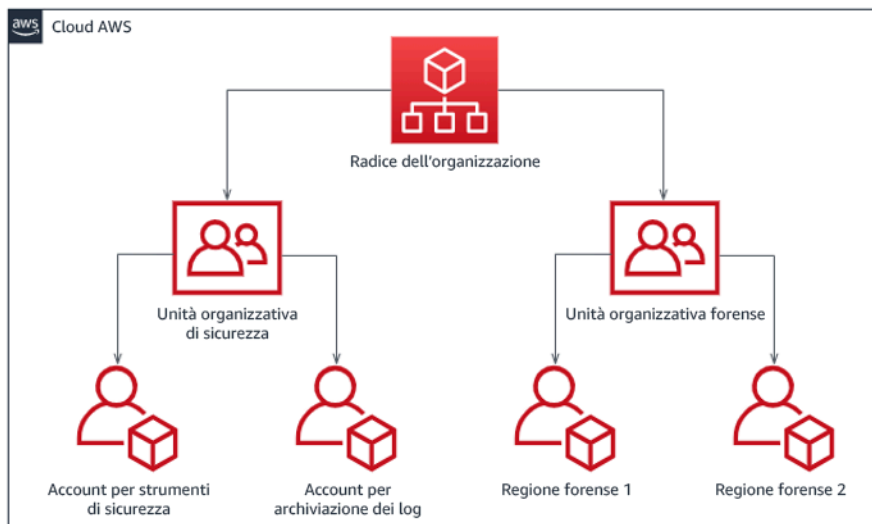 aws
Cloud AWS
Radice dell'organizzazione
Unità organizzativa
di sicurezza
Unità organizzativa forense
Account per strumenti
di sicurezza
Account per
archiviazione dei log
Regione forense 1
Regione forense 2